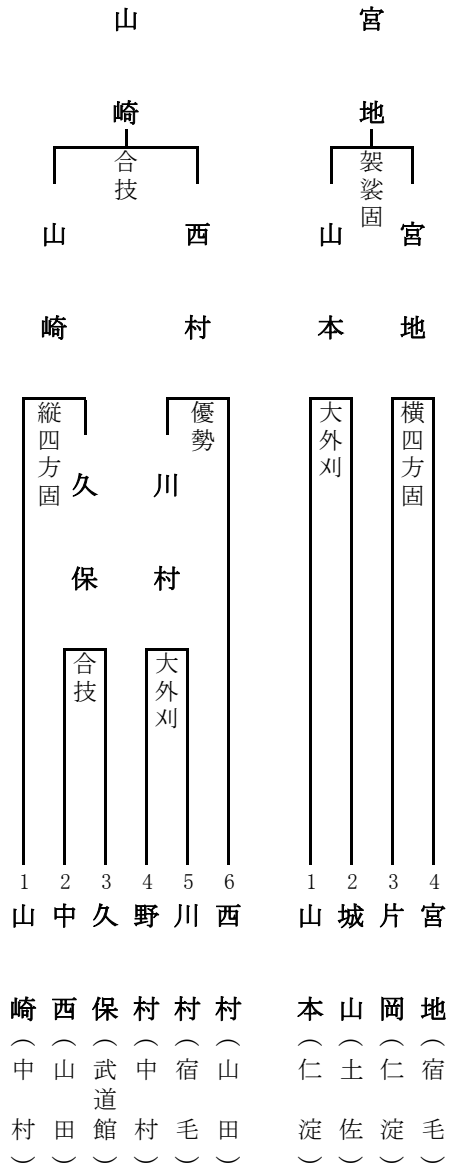 山崎
宮地
合技
袈裟固
山崎
西村
山本
宮地
縦四方固
優勢
大外刈
横四方固
久保
川村
合技
大外刈
1
2
3
4
5
6
1
2
3
4
山崎（中村）
中西（山田）
久保（武道館）
野村（中村）
川村（宿毛）
西村（山田）
山本（仁淀）
城山（土佐）
片岡（仁淀）
宮地（宿毛）